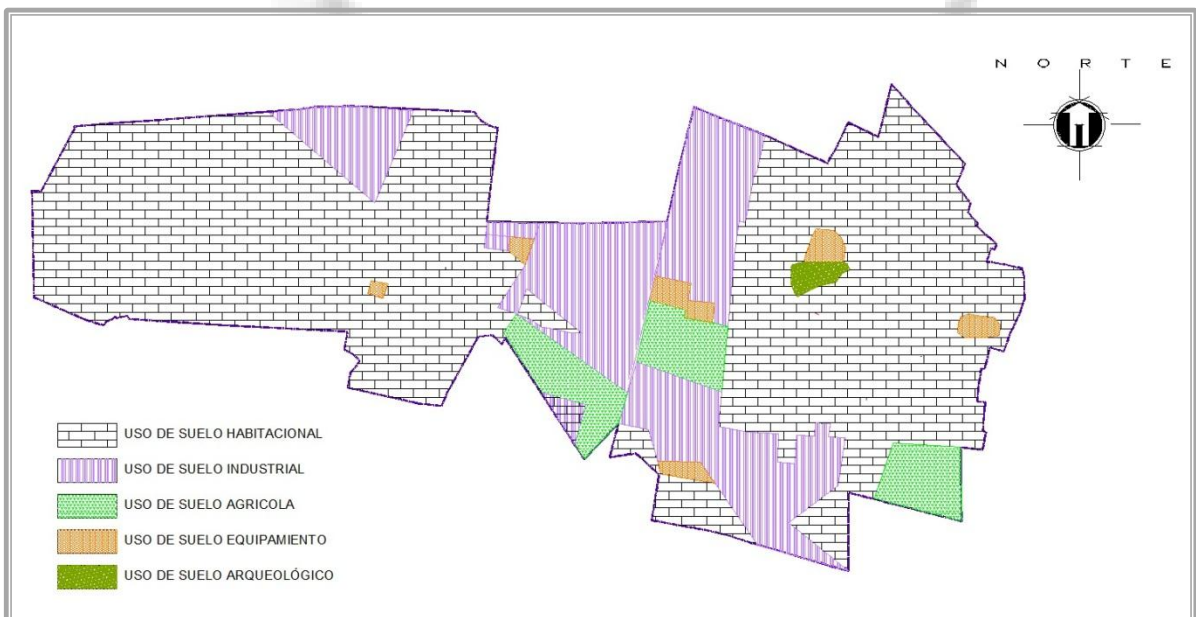 N O R T E
USO DE SUELO HABITACIONAL
USO DE SUELO INDUSTRIAL
USO DE SUELO AGRICOLA
USO DE SUELO EQUIPAMIENTO
USO DE SUELO ARQUEOLÓGICO